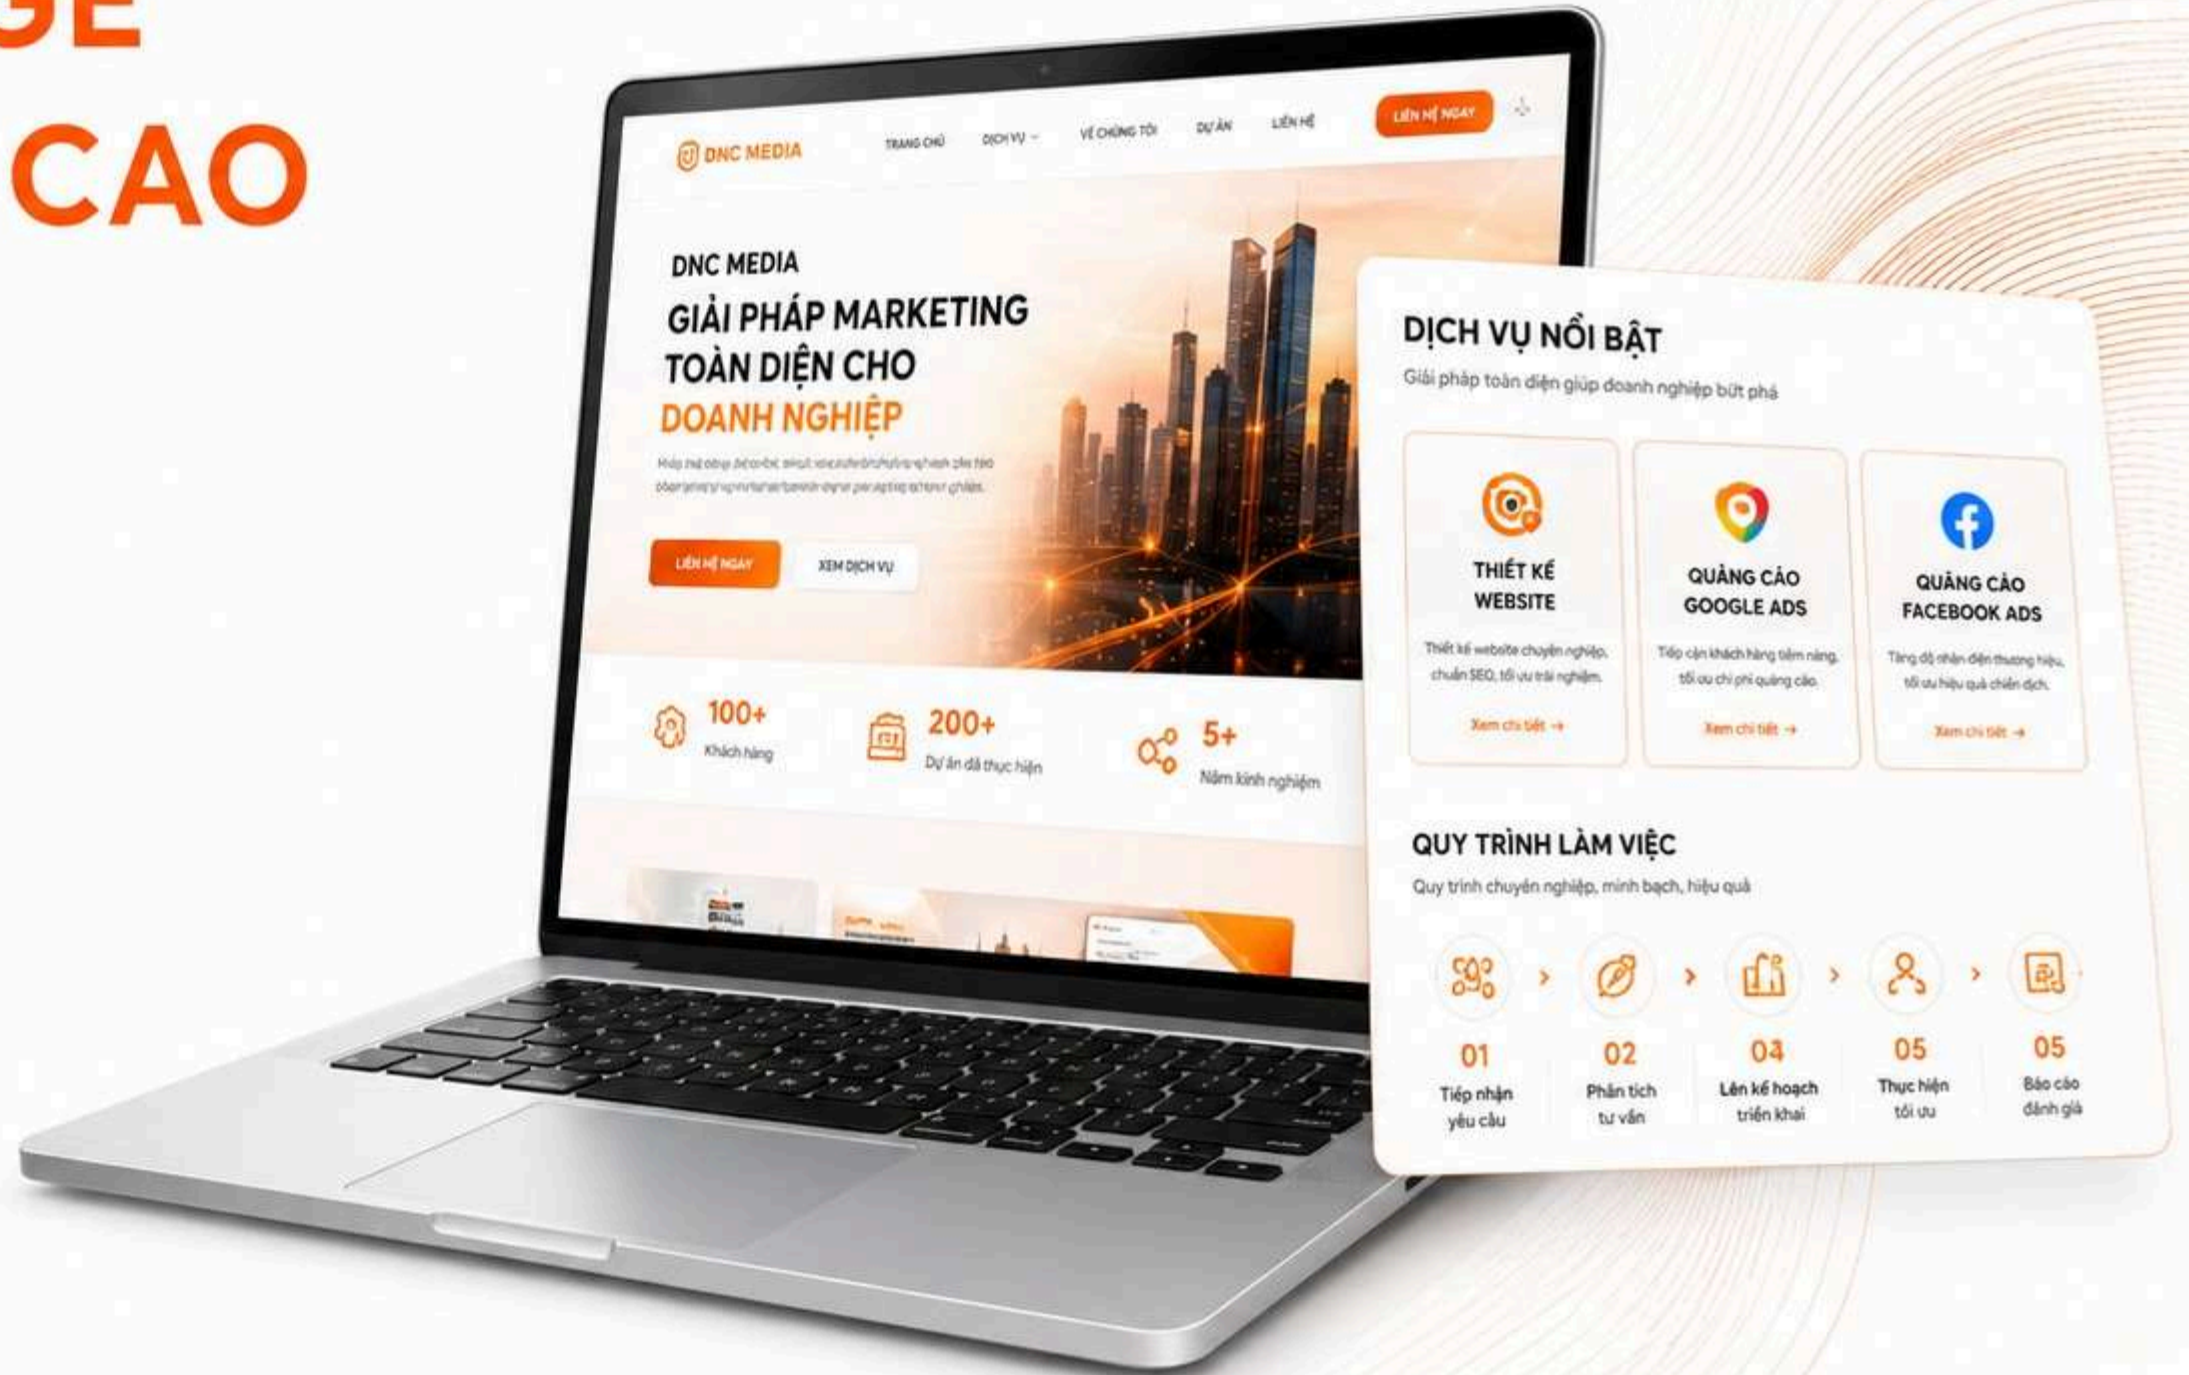 GE
CAO
DNC MEDIA
TRANG CHỦ
DỊCH VỤ
VỀ CHÚNG TÔI
DỰ ÁN
LIÊN HỆ
LIÊN HỆ NGAY
DNC MEDIA
GIẢI PHÁP MARKETING
TOÀN DIỆN CHO
DOANH NGHIỆP
LIÊN HỆ NGAY
XEM DỊCH VỤ
100+
Khách hàng
200+
Dự án đã thực hiện
5+
Năm kinh nghiệm
DỊCH VỤ NỔI BẬT
Giải pháp toàn diện giúp doanh nghiệp bứt phá
THIẾT KẾ
WEBSITE
Thiết kế website chuyên nghiệp,
chuẩn SEO, tối ưu trải nghiệm.
Xem chi tiết →
QUẢNG CÁO
GOOGLE ADS
Tiếp cận khách hàng tiềm năng,
tối ưu chi phí quảng cáo.
Xem chi tiết →
QUẢNG CÁO
FACEBOOK ADS
Tăng độ nhận diện thương hiệu,
tối ưu hiệu quả chiến dịch.
Xem chi tiết →
QUY TRÌNH LÀM VIỆC
Quy trình chuyên nghiệp, minh bạch, hiệu quả
01
Tiếp nhận
yêu cầu
02
Phân tích
tư vấn
Lên kế hoạch
triển khai
05
Thực hiện
tối ưu
05
Báo cáo
đánh giá